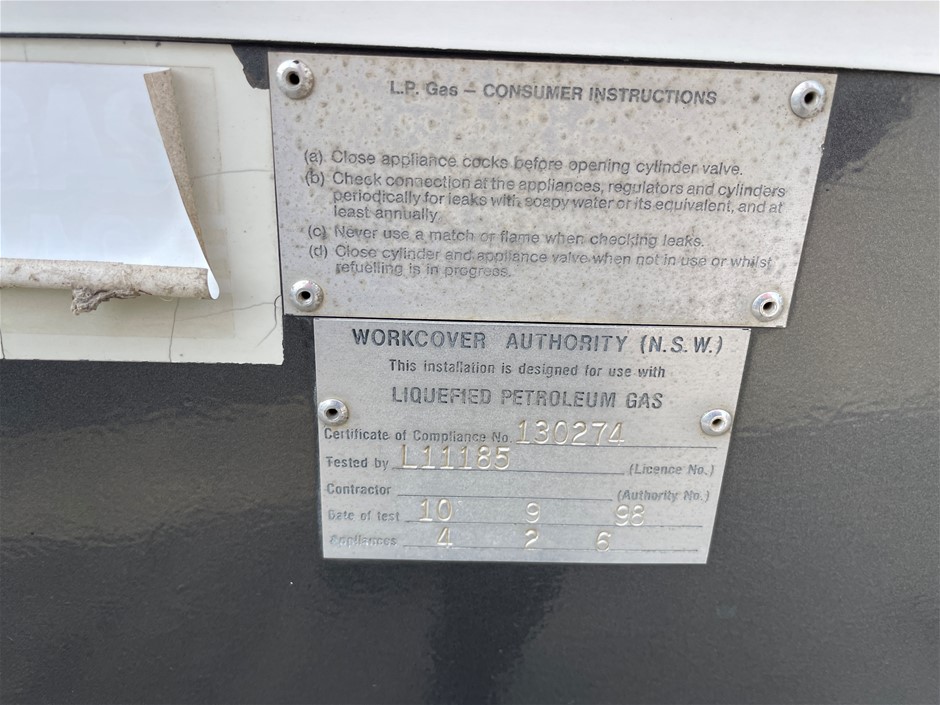 L.P. Gas – CONSUMER INSTRUCTIONS
(a) Close appliance cocks before opening cylinder valve.
(b) Check connection at the appliances, regulators and cylinders
periodically for leaks with soapy water or its equivalent, and at
least annually.
(c) Never use a match or flame when checking leaks.
(d) Close cylinder and appliance valve when not in use or whilst
refuelling is in progress.
WORKCOVER AUTHORITY (N.S.W.)
This installation is designed for use with
LIQUEFIED PETROLEUM GAS
Certificate of Compliance No 130274
Tested by L11185 (Licence No.)
Contractor (Authority No.)
Date of test 10 9 98
Appliances 4 2 6